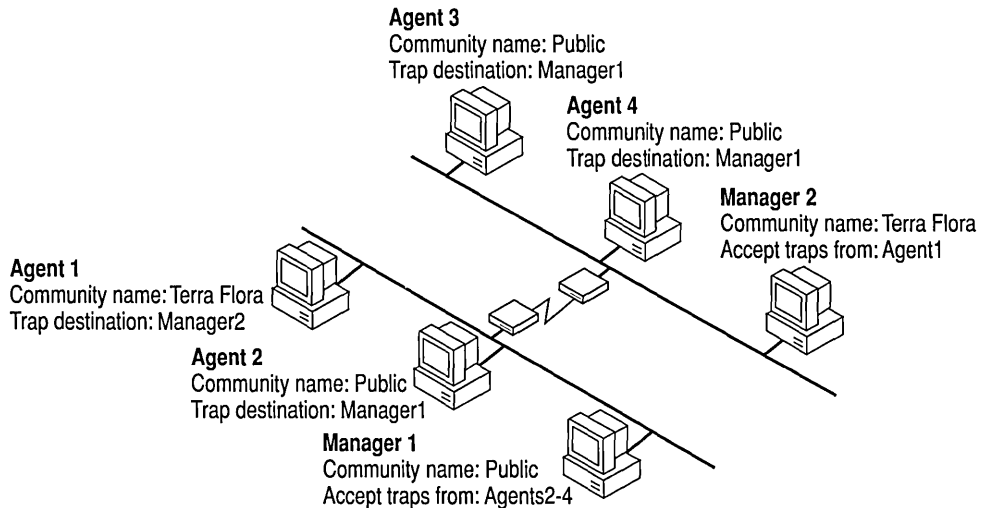 Agent 3
Community name: Public
Trap destination: Manager1
Agent 4
Community name: Public
Trap destination: Manager1
Manager 2
Community name: Terra Flora
Accept traps from: Agent1
Agent 1
Community name: Terra Flora
Trap destination: Manager2
Agent 2
Community name: Public
Trap destination: Manager1
Manager 1
Community name: Public
Accept traps from: Agents2-4